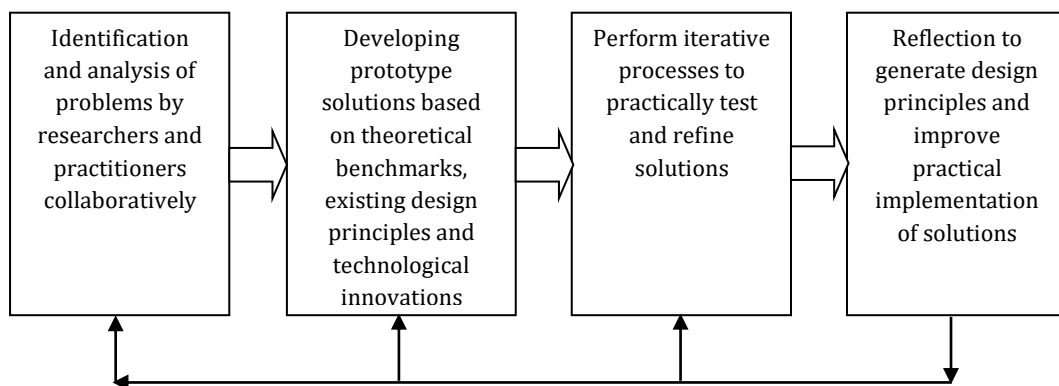 Identification
and analysis of
problems by
researchers and
practitioners
collaboratively
Developing
prototype
solutions based
on theoretical
benchmarks,
existing design
principles and
technological
innovations
Perform iterative
processes to
practically test
and refine
solutions
Reflection to
generate design
principles and
improve
practical
implementation
of solutions